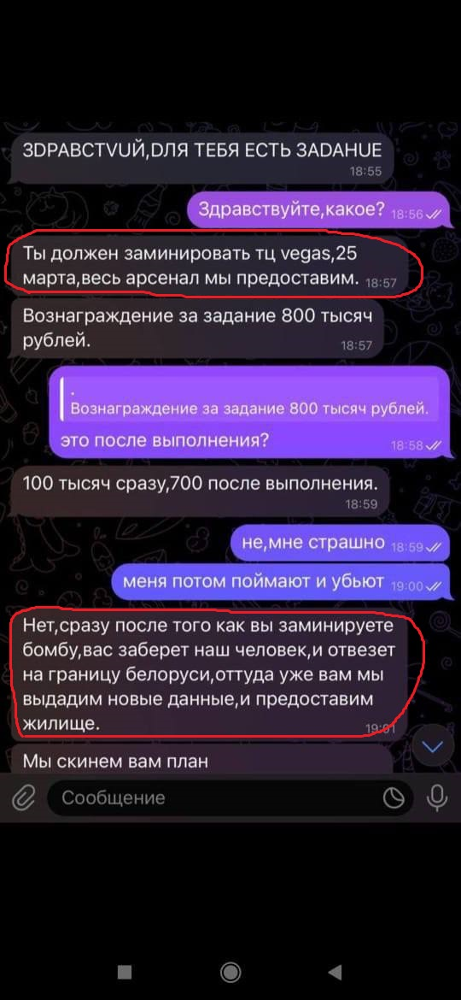 ЗДРАВСТVUЙ,DЛЯ ТЕБЯ ЕСТЬ ЗАDАНUЕ
18:55
Здравствуйте,какое? 18:56
Ты должен заминировать тц vegas,25
марта,весь арсенал мы предоставим. 18:57
Вознаграждение за задание 800 тысяч
рублей. 18:57
.
Вознаграждение за задание 800 тысяч рублей.
это после выполнения? 18:58
100 тысяч сразу,700 после выполнения.
18:59
не,мне страшно 18:59
меня потом поймают и убьют 19:00
Нет,сразу после того как вы заминируете
бомбу,вас заберет наш человек,и отвезет
на границу белоруси,оттуда уже вам мы
выдадим новые данные,и предоставим
жилище. 19:01
Мы скинем вам план
Сообщение